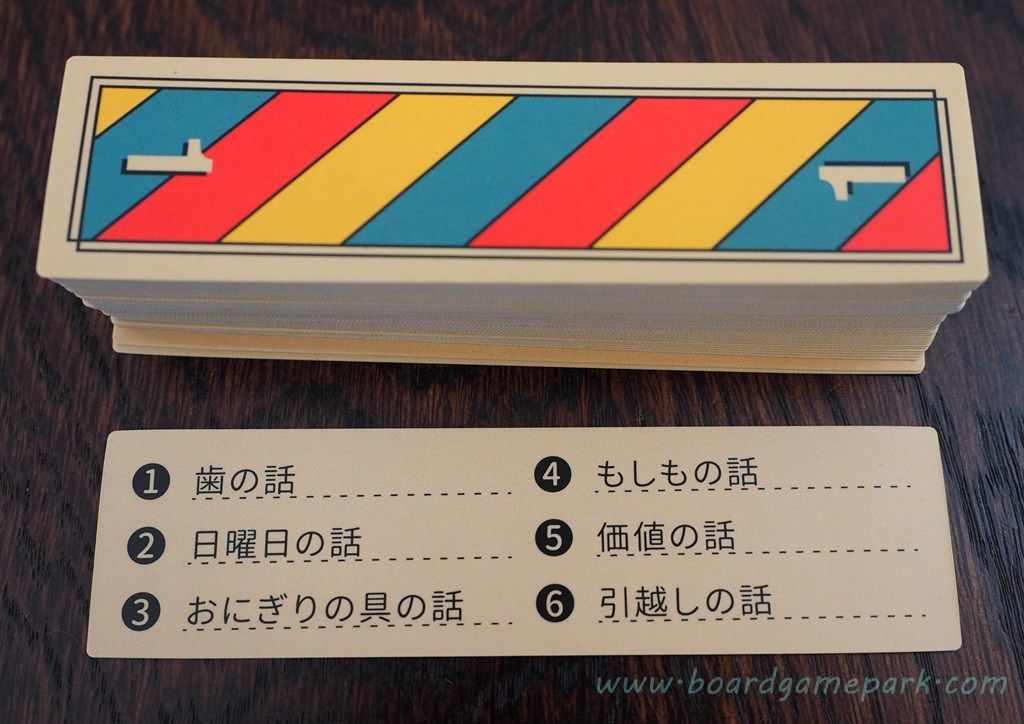 1
1
1 歯の話
2 日曜日の話
3 おにぎりの具の話
4 もしもの話
5 価値の話
6 引越しの話
www.boardgamepark.com